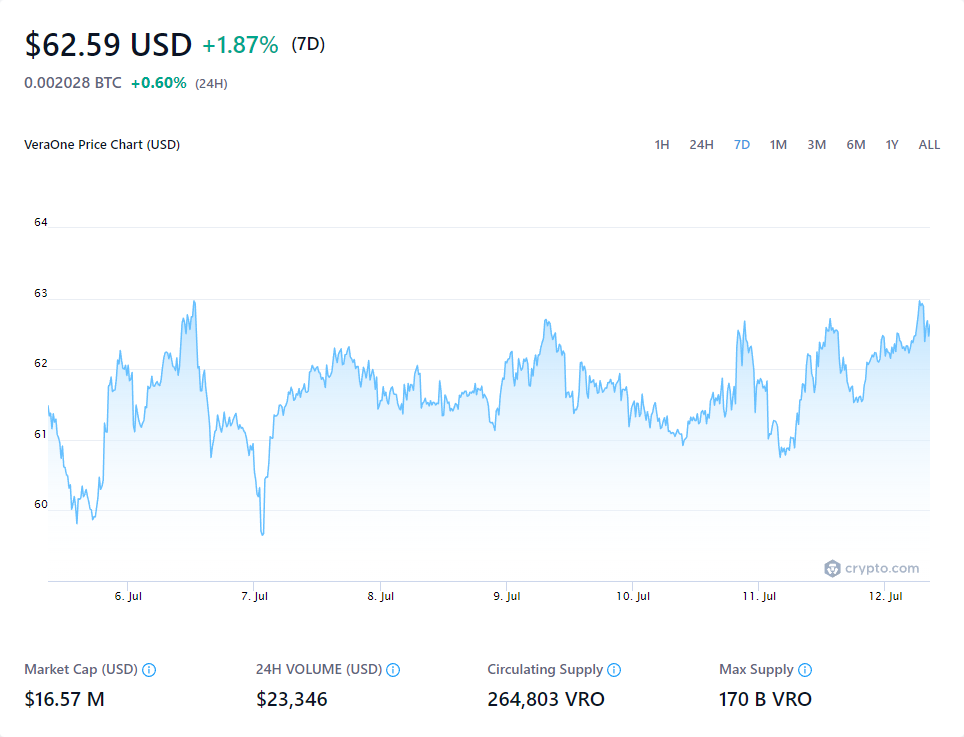 $62.59 USD +1.87% (7D)
0.002028 BTC +0.60% (24H)
VeraOne Price Chart (USD) 1H 24H 7D 1M 3M 6M 1Y ALL
64
63
62
61
60
crypto.com
6. Jul 7. Jul 8. Jul 9. Jul 10. Jul 11. Jul 12. Jul
Market Cap (USD) 24H VOLUME (USD) Circulating Supply Max Supply
$16.57 M $23,346 264,803 VRO 170 B VRO